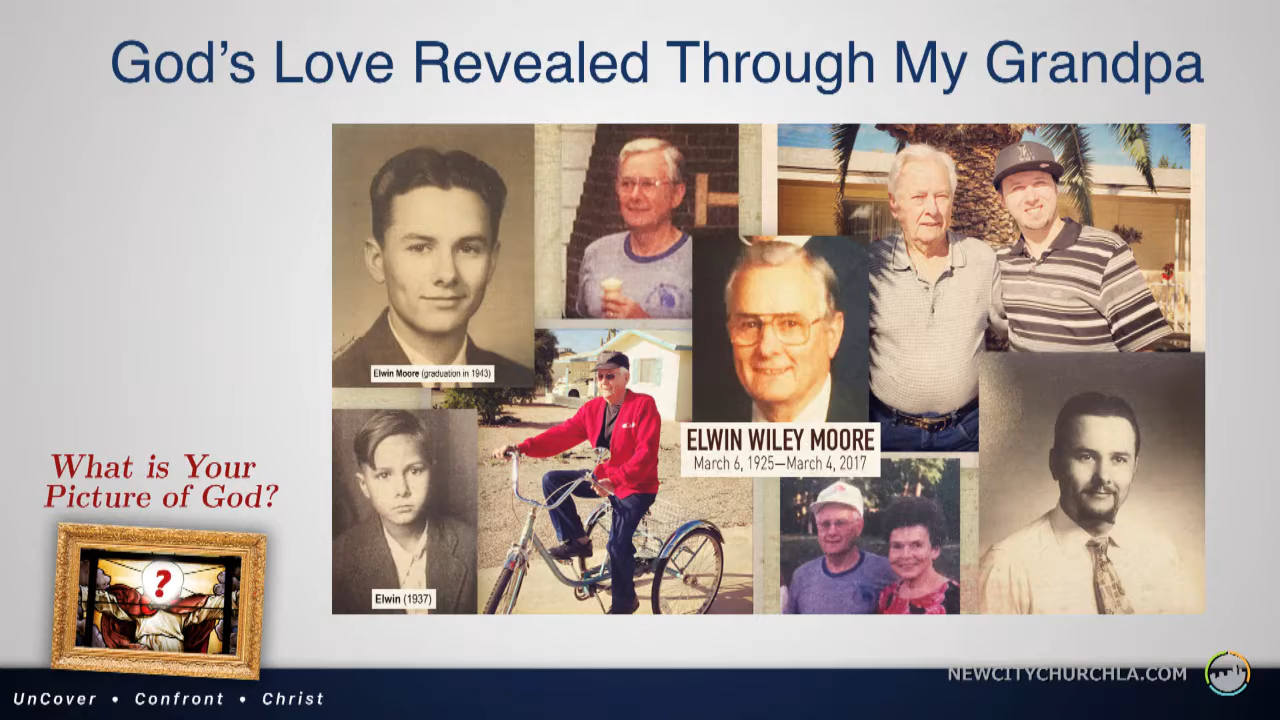 God's Love Revealed Through My Grandpa
Elwin Moore (graduation in 1943)
ELWIN WILEY MOORE
March 6, 1925—March 4, 2017
Elwin (1937)
What is Your
Picture of God?
?
NEWCITYCHURCHLA.COM
UnCover • Confront • Christ